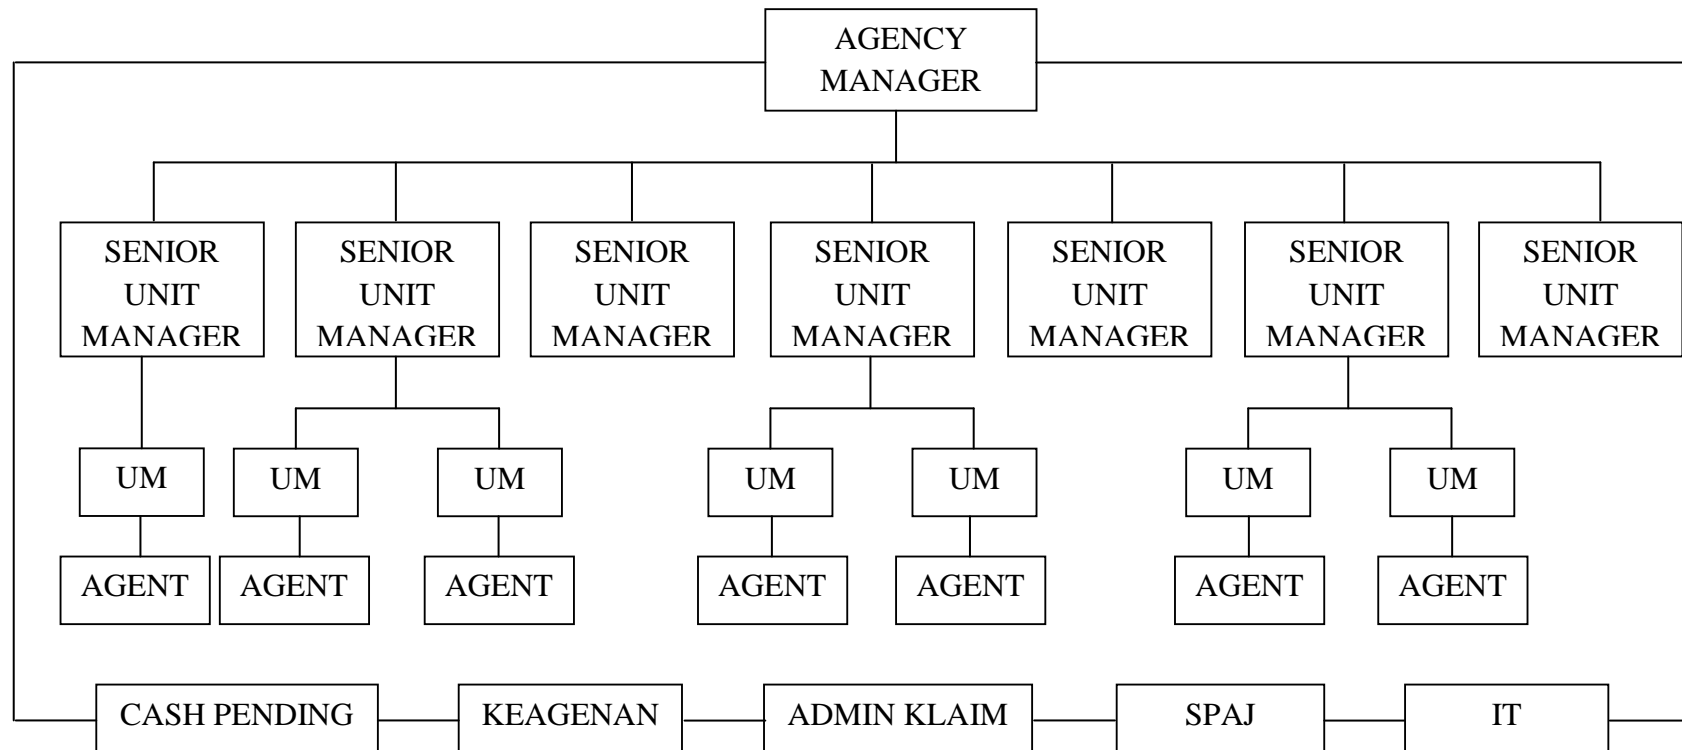 AGENCY
MANAGER
SENIOR
UNIT
MANAGER
SENIOR
UNIT
MANAGER
SENIOR
UNIT
MANAGER
SENIOR
UNIT
MANAGER
SENIOR
UNIT
MANAGER
SENIOR
UNIT
MANAGER
SENIOR
UNIT
MANAGER
UM
UM
UM
UM
UM
UM
UM
AGENT
AGENT
AGENT
AGENT
AGENT
AGENT
AGENT
CASH PENDING
KEAGENAN
ADMIN KLAIM
SPAJ
IT